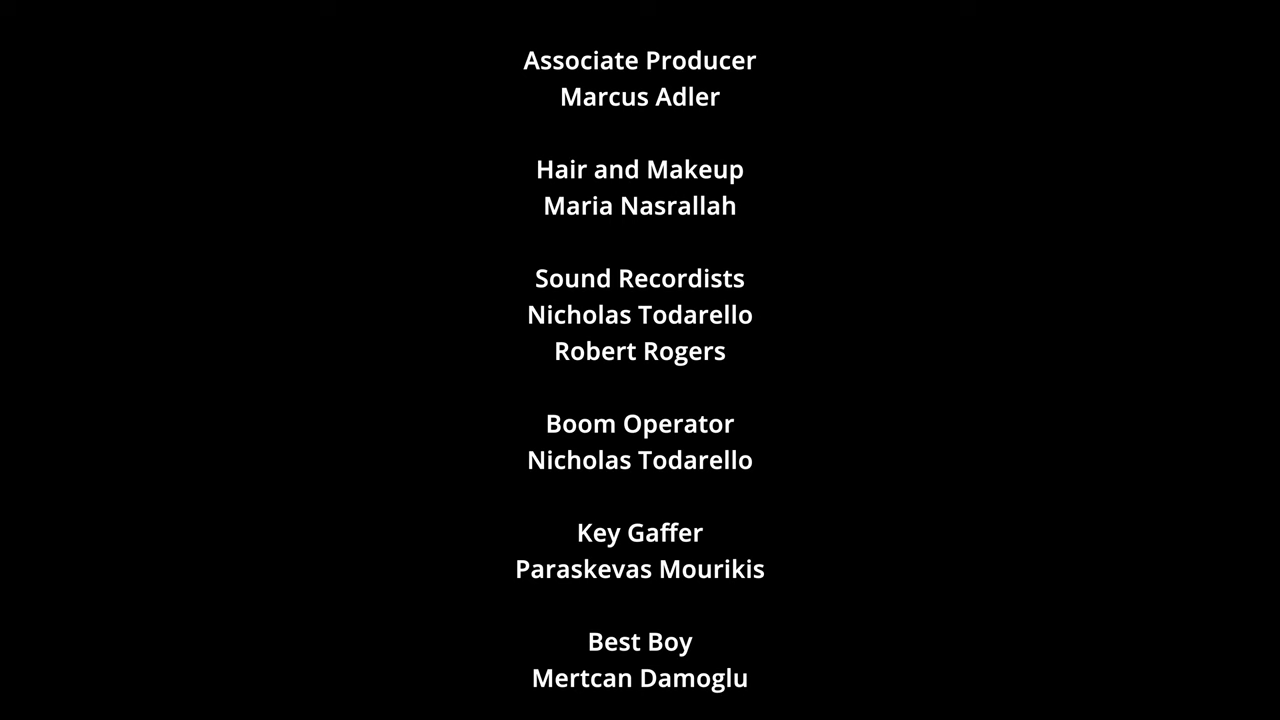 Associate Producer
Marcus Adler
Hair and Makeup
Maria Nasrallah
Sound Recordists
Nicholas Todarello
Robert Rogers
Boom Operator
Nicholas Todarello
Key Gaffer
Paraskevas Mourikis
Best Boy
Mertcan Damoglu